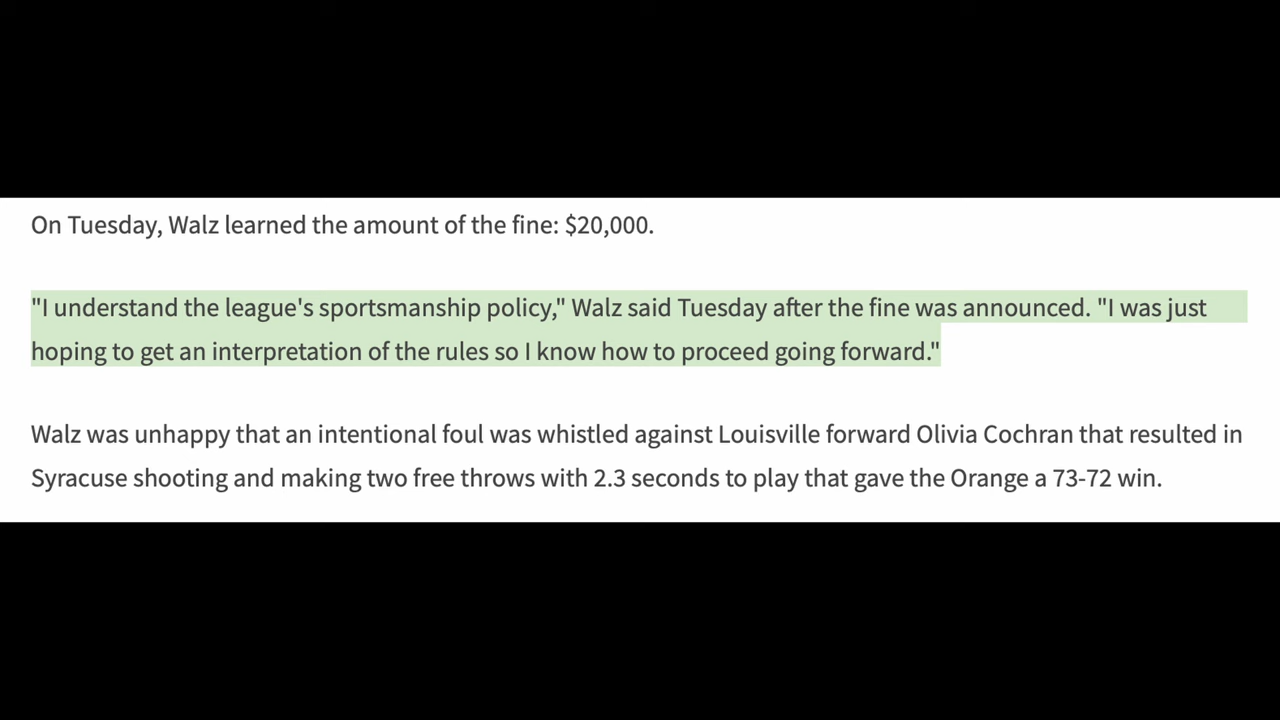 On Tuesday, Walz learned the amount of the fine: $20,000.
"I understand the league's sportsmanship policy," Walz said Tuesday after the fine was announced. "I was just
hoping to get an interpretation of the rules so I know how to proceed going forward."
Walz was unhappy that an intentional foul was whistled against Louisville forward Olivia Cochran that resulted in
Syracuse shooting and making two free throws with 2.3 seconds to play that gave the Orange a 73-72 win.